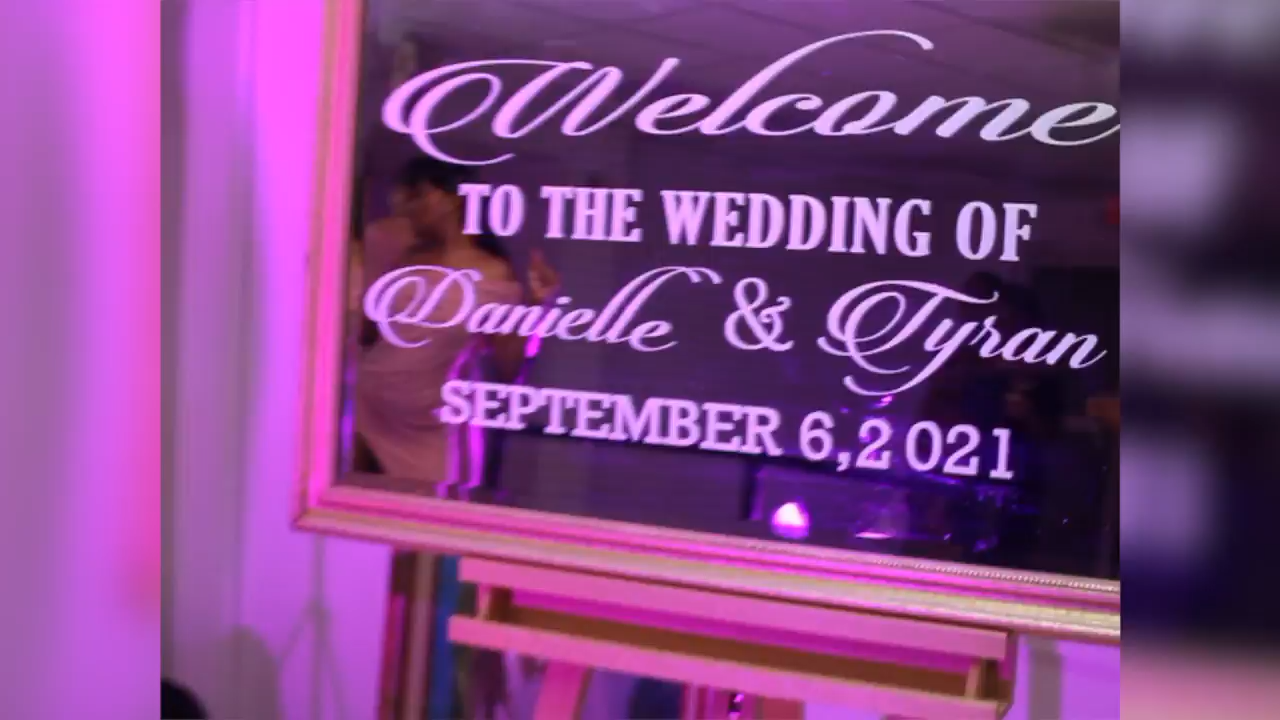 Welcome
TO THE WEDDING OF
Danielle & Tyran
SEPTEMBER 6,2021